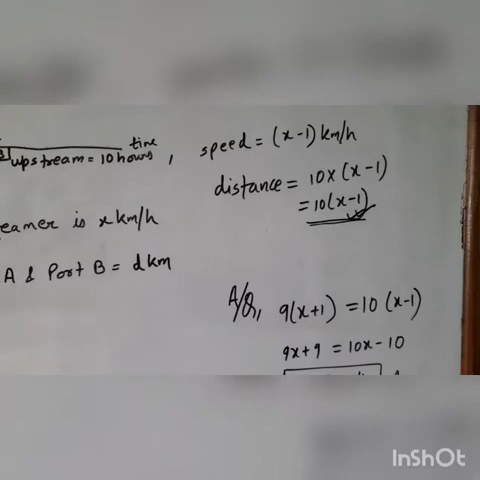 time
upstream = 10 hours,
speed = (x-1) km/h
distance = 10×(x-1)
= 10(x-1)
eamer is x km/h
A & Port B = d km
A/Q, 9(x+1) = 10(x-1)
9x+9 = 10x-10
InShOt